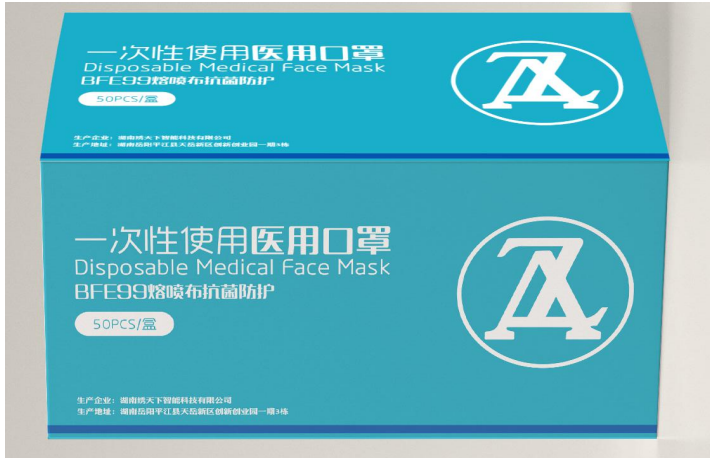 一次性使用医用口罩
Disposable Medical Face Mask
BFE99熔喷布抗菌防护
50PCS/盒
生产企业：湖南绣天下智能科技有限公司
生产地址：湖南岳阳平江县天岳新区创新创业园一期3栋
一次性使用医用口罩
Disposable Medical Face Mask
BFE99熔喷布抗菌防护
50PCS/盒
生产企业：湖南绣天下智能科技有限公司
生产地址：湖南岳阳平江县天岳新区创新创业园一期3栋